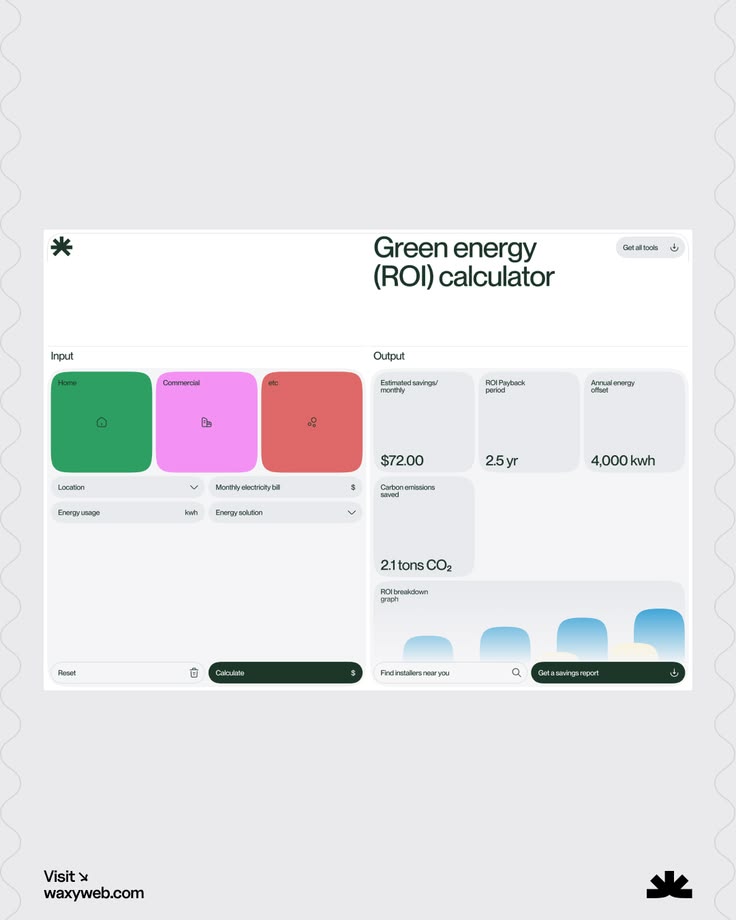 Green energy
(ROI) calculator
Get all tools
Input
Output
Home
Commercial
etc
Location
Monthly electricity bill
$
Energy usage
kwh
Energy solution
Estimated savings/
monthly
$72.00
ROI Payback
period
2.5 yr
Annual energy
offset
4,000 kwh
Carbon emissions
saved
2.1 tons CO₂
ROI breakdown
graph
Reset
Calculate
$
Find installers near you
Get a savings report
Visit ↘
waxyweb.com